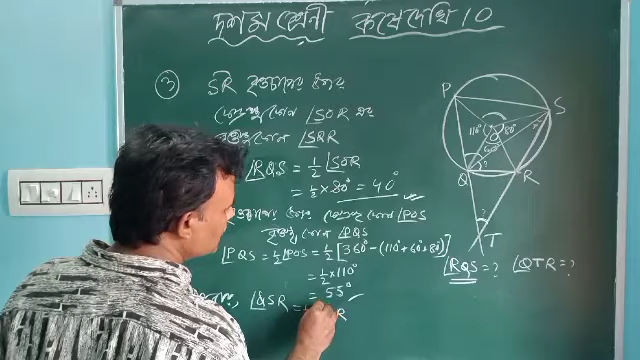 দশম শ্রেণী কষে দেখি 10
③ SR বৃত্তচাপের উপর
কেন্দ্রস্থ কোণ ∠SOR এবং
বৃত্তস্থ কোণ ∠SQR
∠RQS = 1/2 ∠SOR
= 1/2 × 80° = 40°
উপর কেন্দ্রস্থ কোণ ∠POS
বৃত্তস্থ কোণ ∠PQS
∠PQS = 1/2 ∠POS = 1/2 [360° − (110° + 60° + 80°)]
= 1/2 × 110°
= 55°
∠QSR =
P
S
110°
80°
60°
?
Q
R
?
T
∠RQS = ? ∠QTR = ?